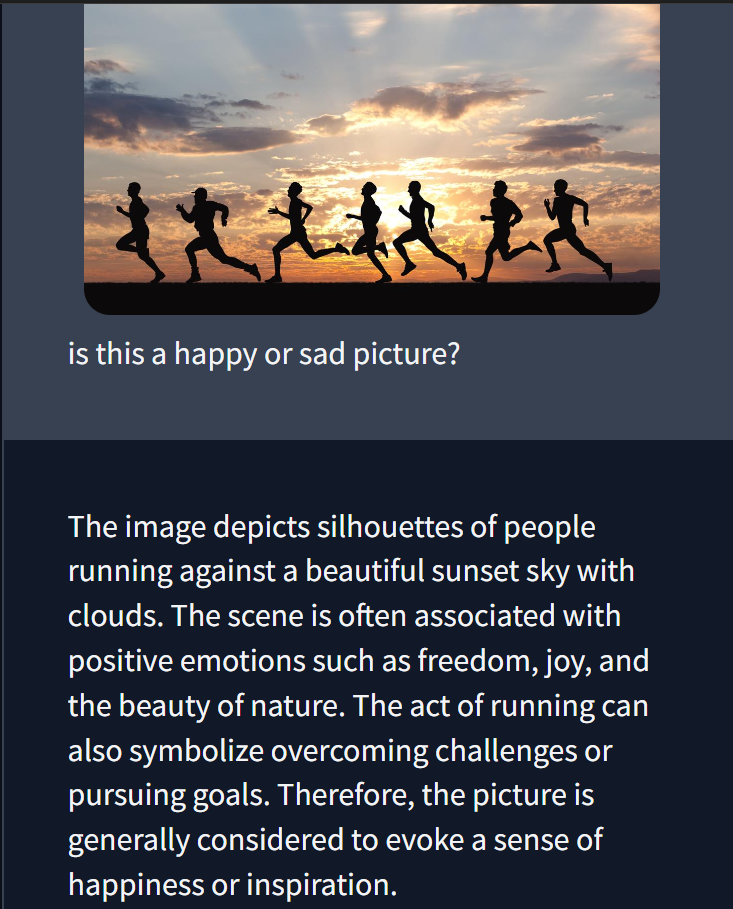 is this a happy or sad picture?
The image depicts silhouettes of people
running against a beautiful sunset sky with
clouds. The scene is often associated with
positive emotions such as freedom, joy, and
the beauty of nature. The act of running can
also symbolize overcoming challenges or
pursuing goals. Therefore, the picture is
generally considered to evoke a sense of
happiness or inspiration.